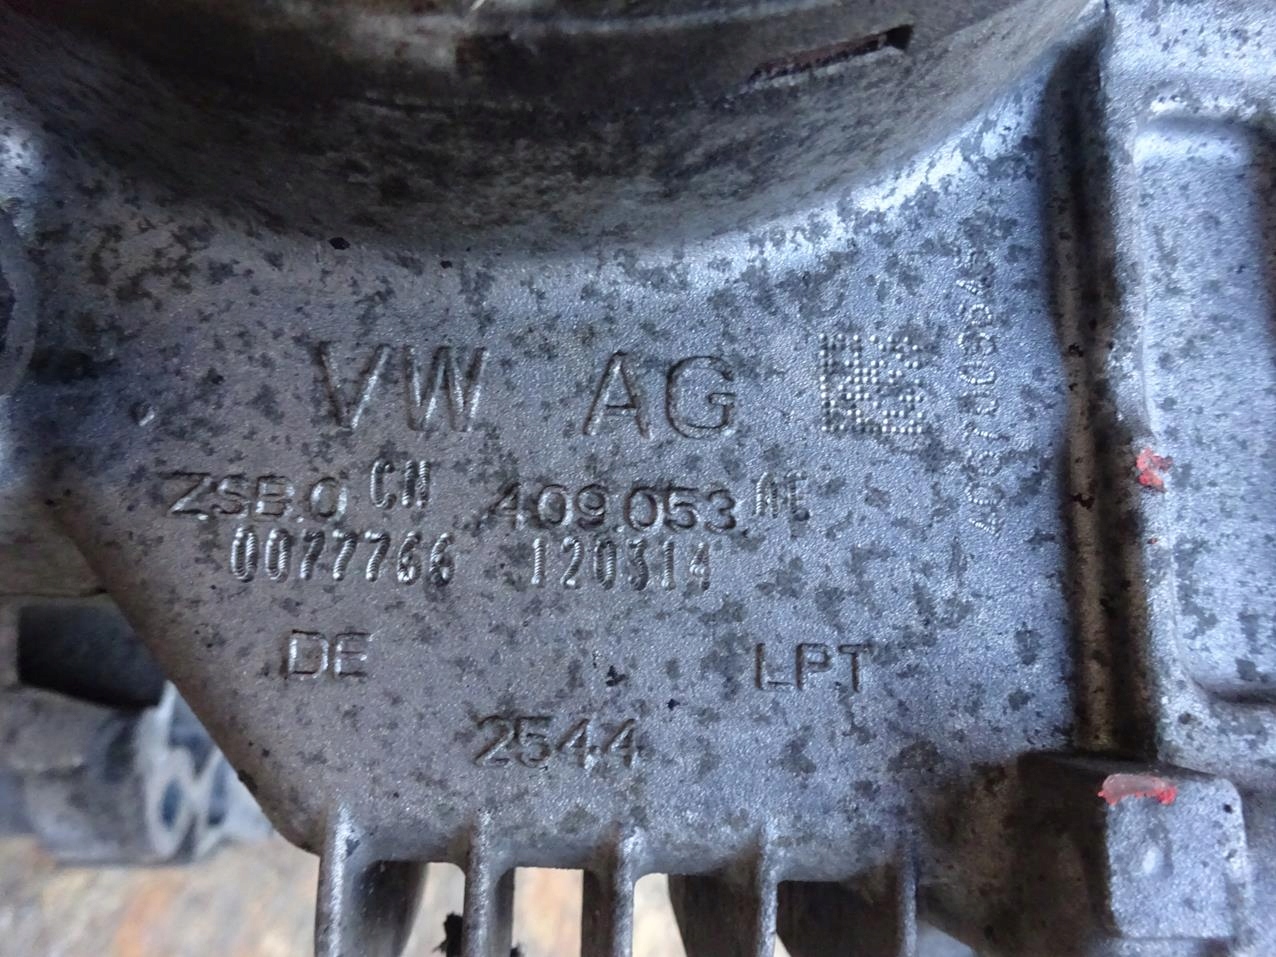 VW AG
ZSB.0 CN 409.053 AE
0077766 120314
DE LPT
2544